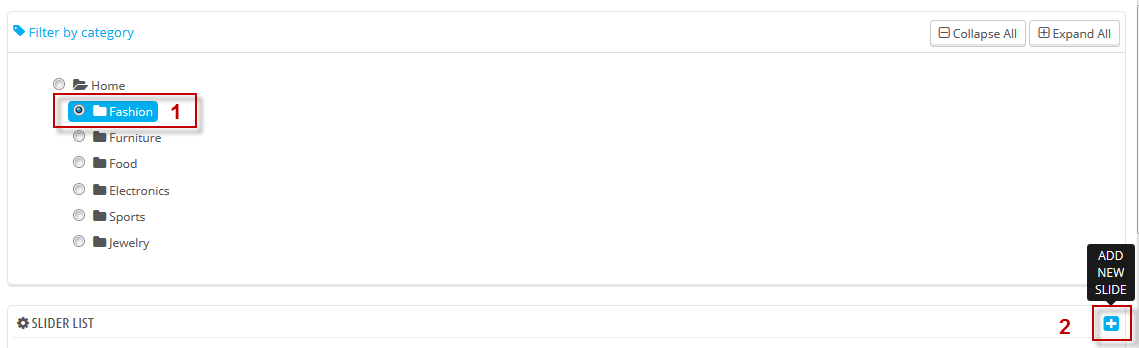 Filter by category
Collapse All
Expand All
Home
Fashion 1
Furniture
Food
Electronics
Sports
Jewelry
ADD
NEW
SLIDE
SLIDER LIST
2